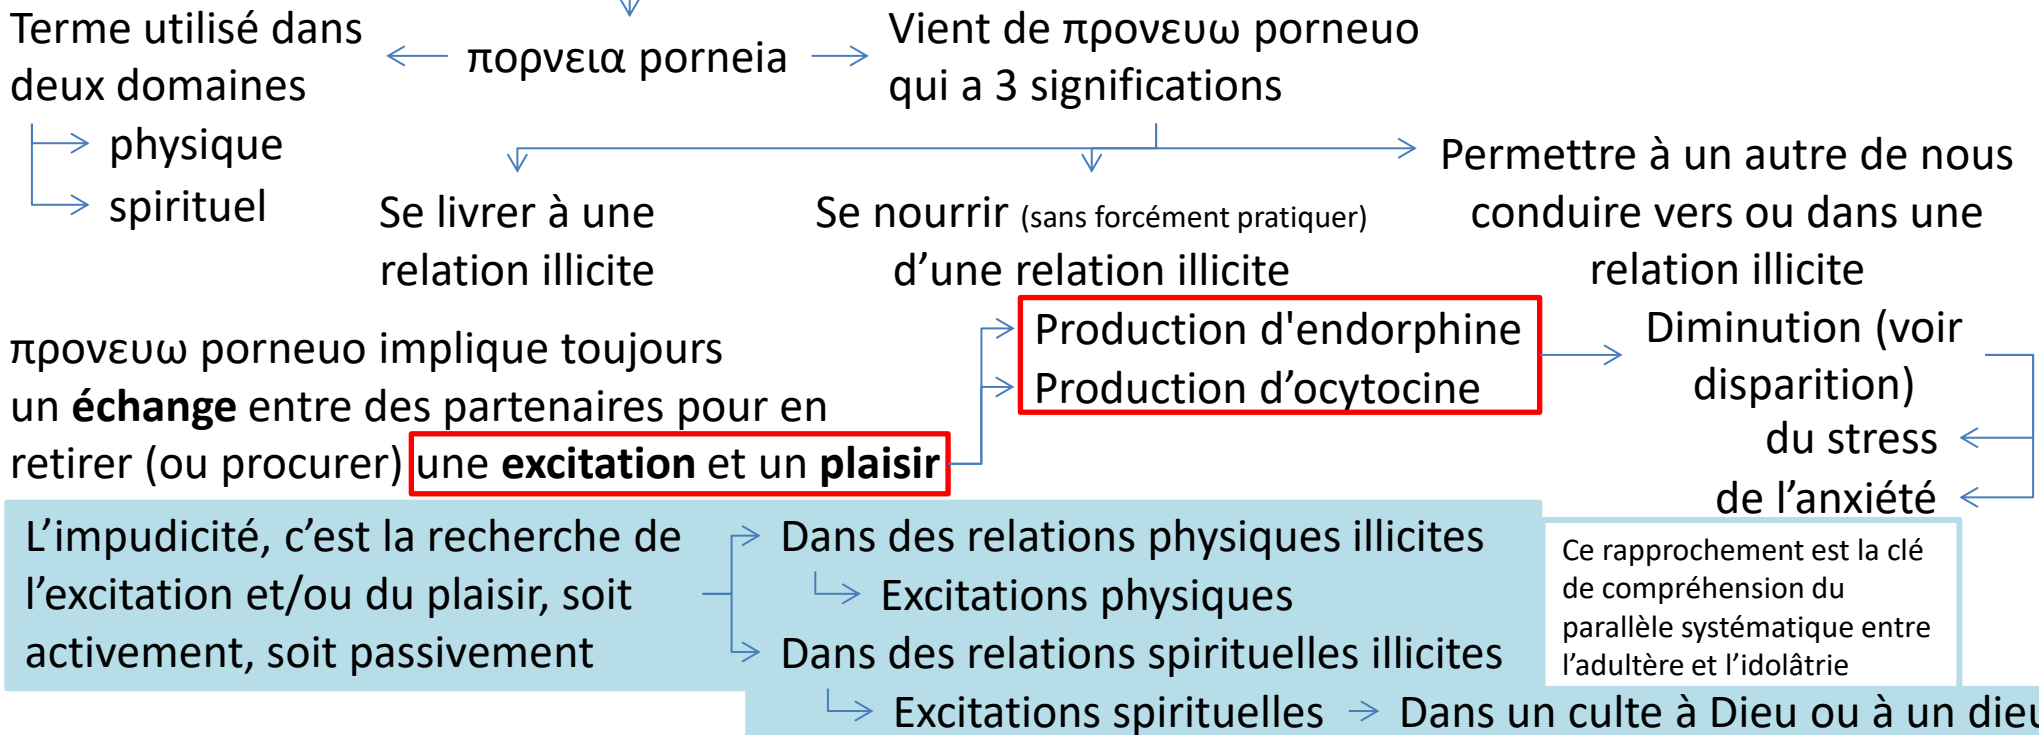 Terme utilisé dans
deux domaines
physique
spirituel
πορνεια porneia
Vient de προνευω porneuo
qui a 3 significations
Se livrer à une
relation illicite
Se nourrir (sans forcément pratiquer)
d’une relation illicite
Permettre à un autre de nous
conduire vers ou dans une
relation illicite
προνευω porneuo implique toujours
un échange entre des partenaires pour en
retirer (ou procurer) une excitation et un plaisir
Production d'endorphine
Production d’ocytocine
Diminution (voir
disparition)
du stress
de l’anxiété
L’impudicité, c’est la recherche de
l’excitation et/ou du plaisir, soit
activement, soit passivement
Dans des relations physiques illicites
Excitations physiques
Dans des relations spirituelles illicites
Excitations spirituelles
Dans un culte à Dieu ou à un dieu
Ce rapprochement est la clé
de compréhension du
parallèle systématique entre
l’adultère et l’idolâtrie